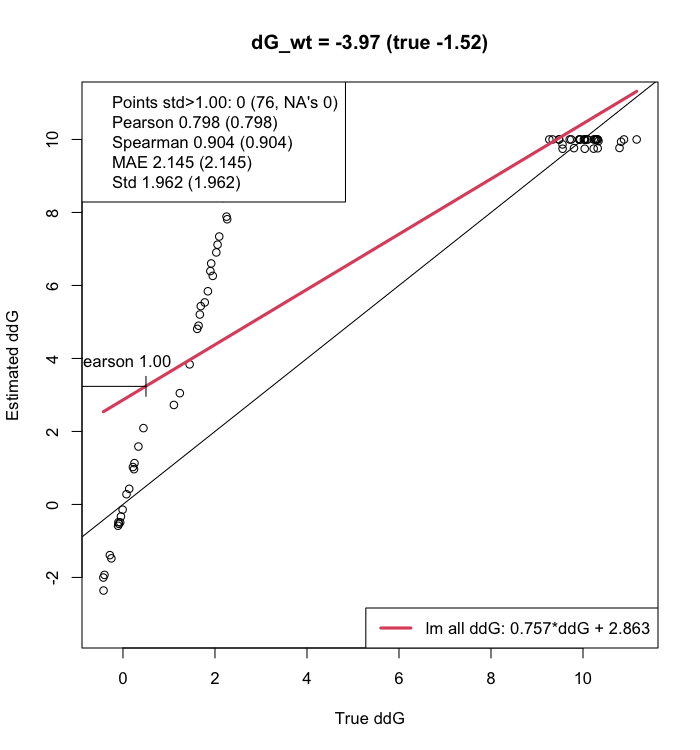 dG_wt = -3.97 (true -1.52)
Points std>1.00: 0 (76, NA's 0)
Pearson 0.798 (0.798)
Spearman 0.904 (0.904)
MAE 2.145 (2.145)
Std 1.962 (1.962)
earson 1.00
Estimated ddG
10
8
6
4
2
0
-2
lm all ddG: 0.757*ddG + 2.863
0 2 4 6 8 10
True ddG